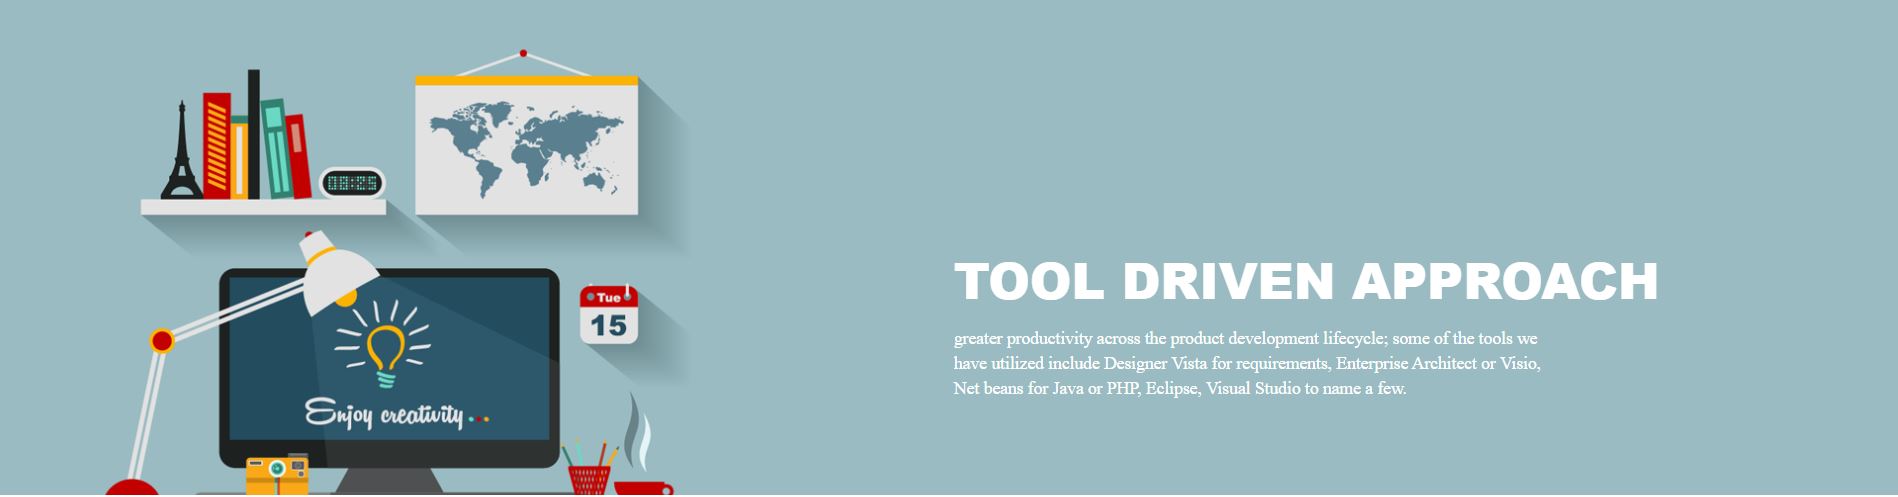 08:25
Tue
15
Enjoy creativity...
TOOL DRIVEN APPROACH
greater productivity across the product development lifecycle; some of the tools we
have utilized include Designer Vista for requirements, Enterprise Architect or Visio,
Net beans for Java or PHP, Eclipse, Visual Studio to name a few.